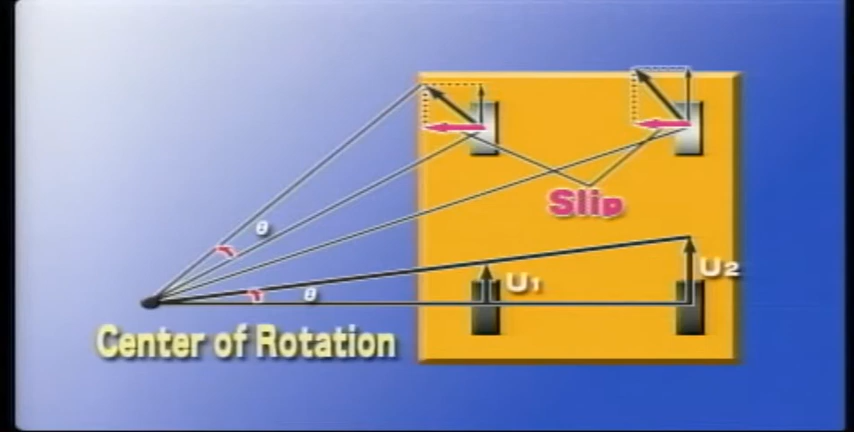 θ
Slip
U2
U1
θ
Center of Rotation